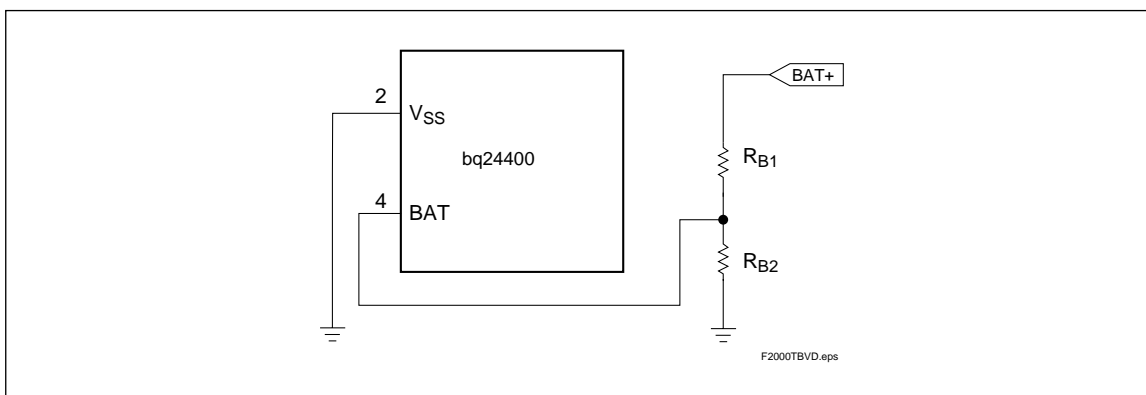 BAT+
2
VSS
RB1
bq24400
4
BAT
RB2
F2000TBVD.eps